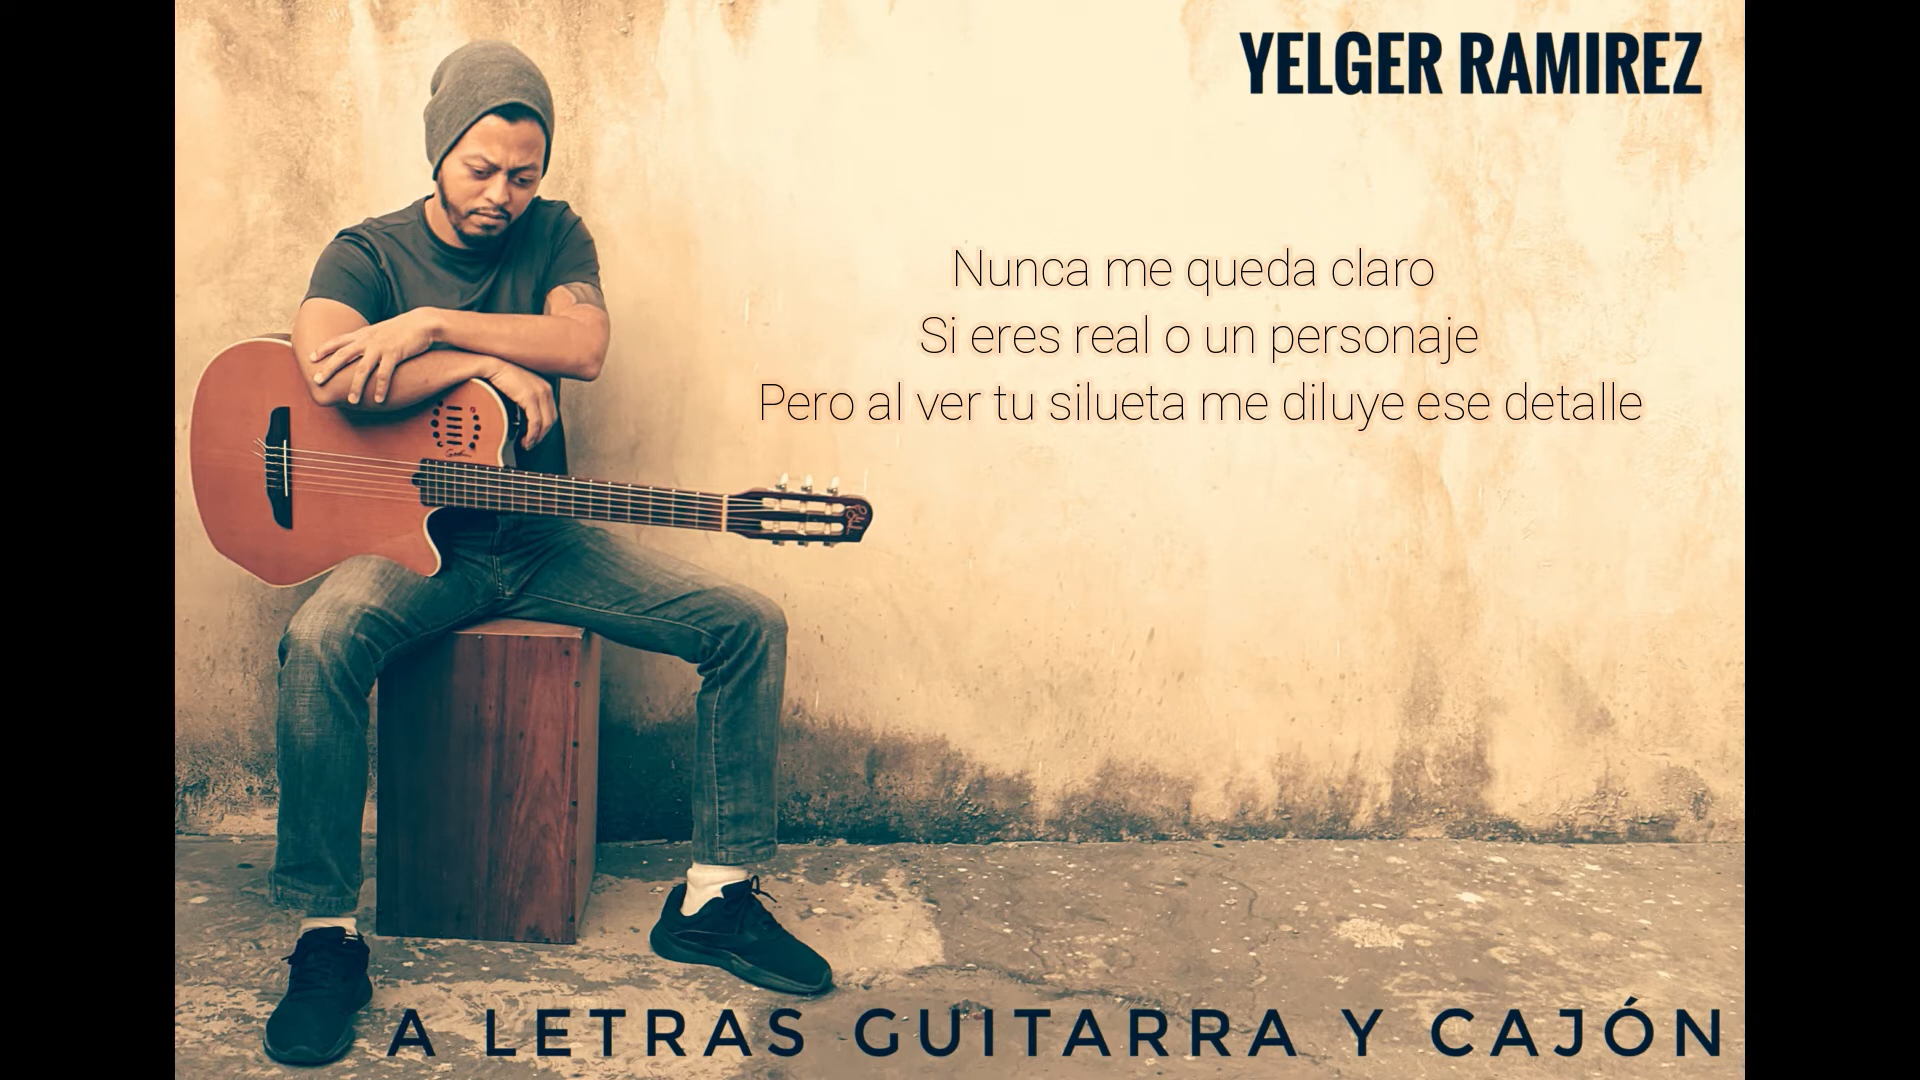 YELGER RAMIREZ
Nunca me queda claro
Si eres real o un personaje
Pero al ver tu silueta me diluye ese detalle
A LETRAS GUITARRA Y CAJÓN